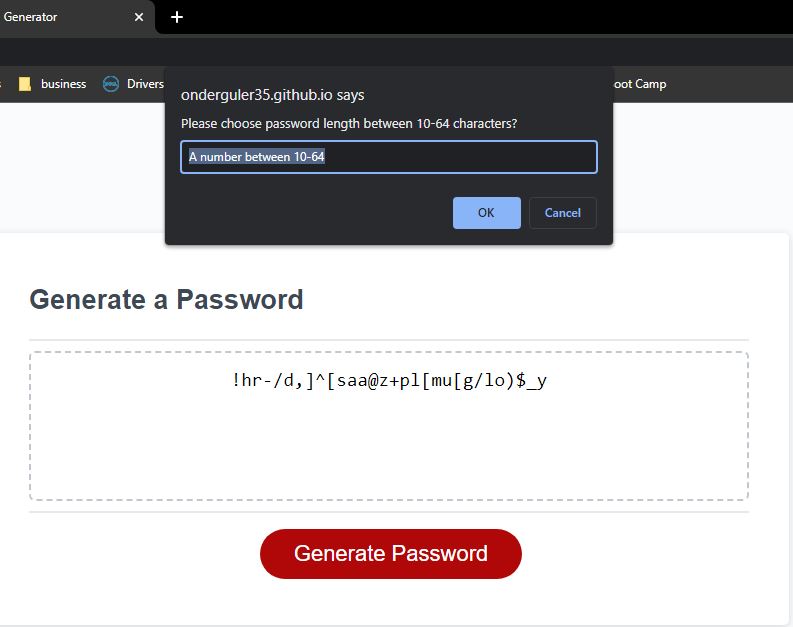 Generator
business Drivers oot Camp
onderguler35.github.io says
Please choose password length between 10-64 characters?
A number between 10-64
OK Cancel
Generate a Password
!hr-/d,]^[saa@z+pl[mu[g/lo)$_y
Generate Password